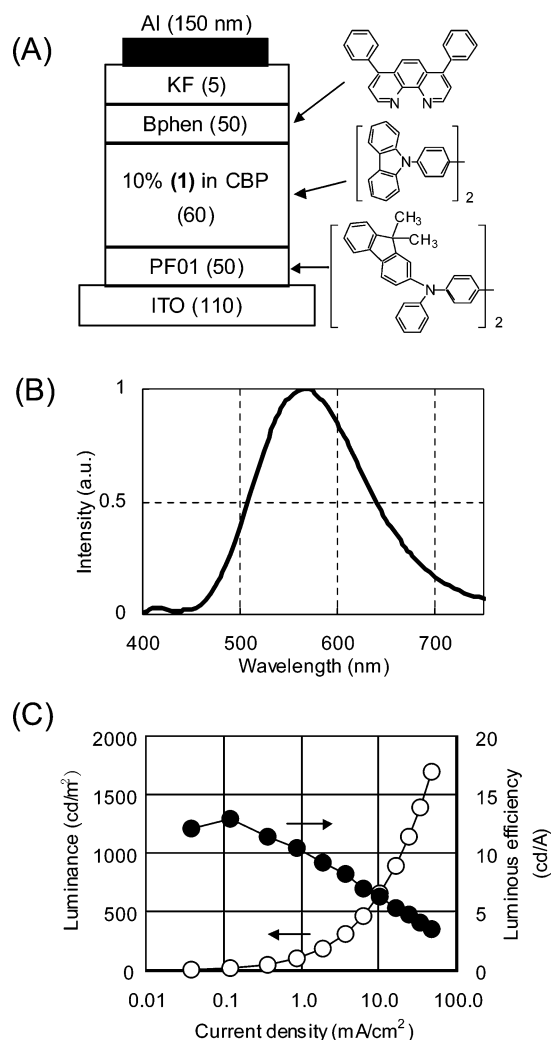 (A)
Al (150 nm)
KF (5)
Bphen (50)
10% (1) in CBP
(60)
PF01 (50)
ITO (110)
N N
N
2
CH3
CH3
N
2
(B)
Intensity (a.u.)
1
0.5
0
400 500 600 700
Wavelength (nm)
(C)
Luminance (cd/m²)
2000
1500
1000
500
0
20
15
10
5
0
Luminous efficiency
(cd/A)
0.01 0.1 1.0 10.0 100.0
Current density (mA/cm²)